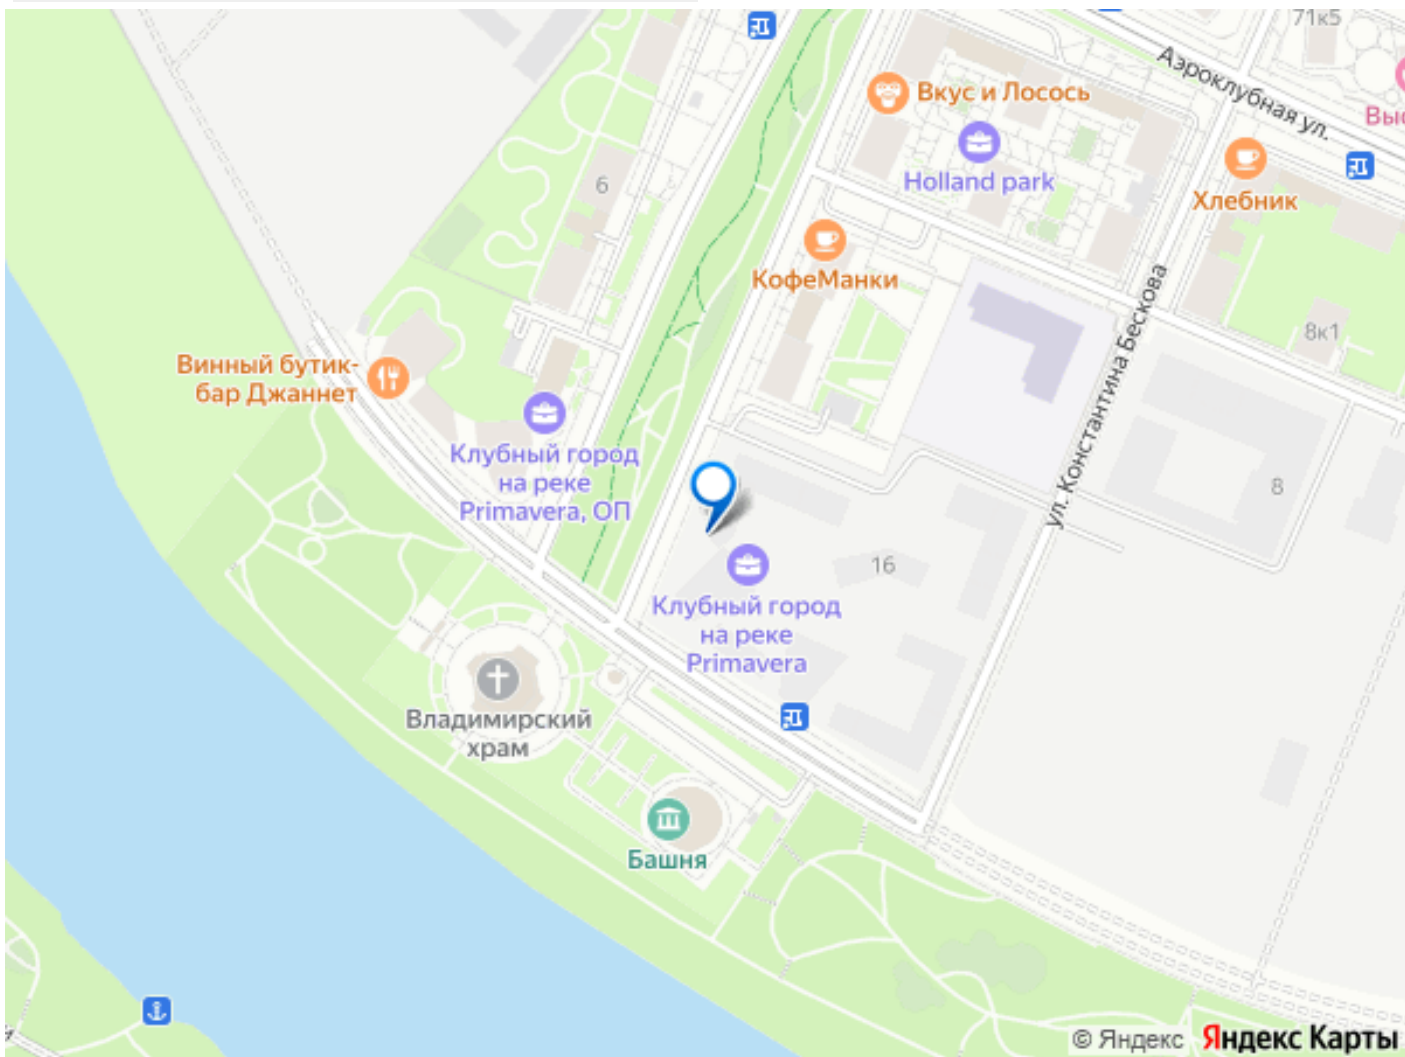 71к5
Аэроклубная ул.
Вкус и Лосось
Выс
Holland park
6
Хлебник
КофеМанки
ул. Константина Бескова
8к1
Винный бутик-
бар Джаннет
Клубный город
на реке
Primavera, ОП
8
16
Клубный город
на реке
Primavera
Владимирский
храм
Башня
© Яндекс Яндекс Карты